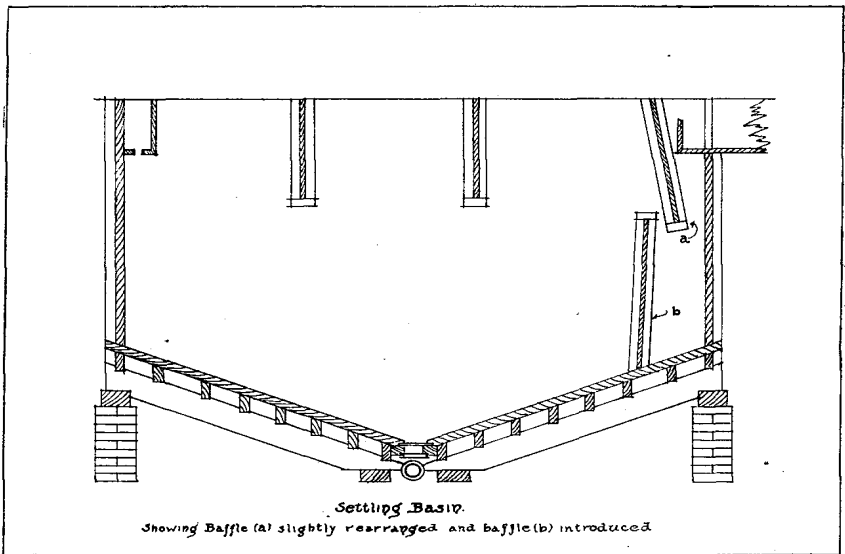 a
b
Settling Basin.
Showing Baffle (a) slightly rearranged and baffle (b) introduced